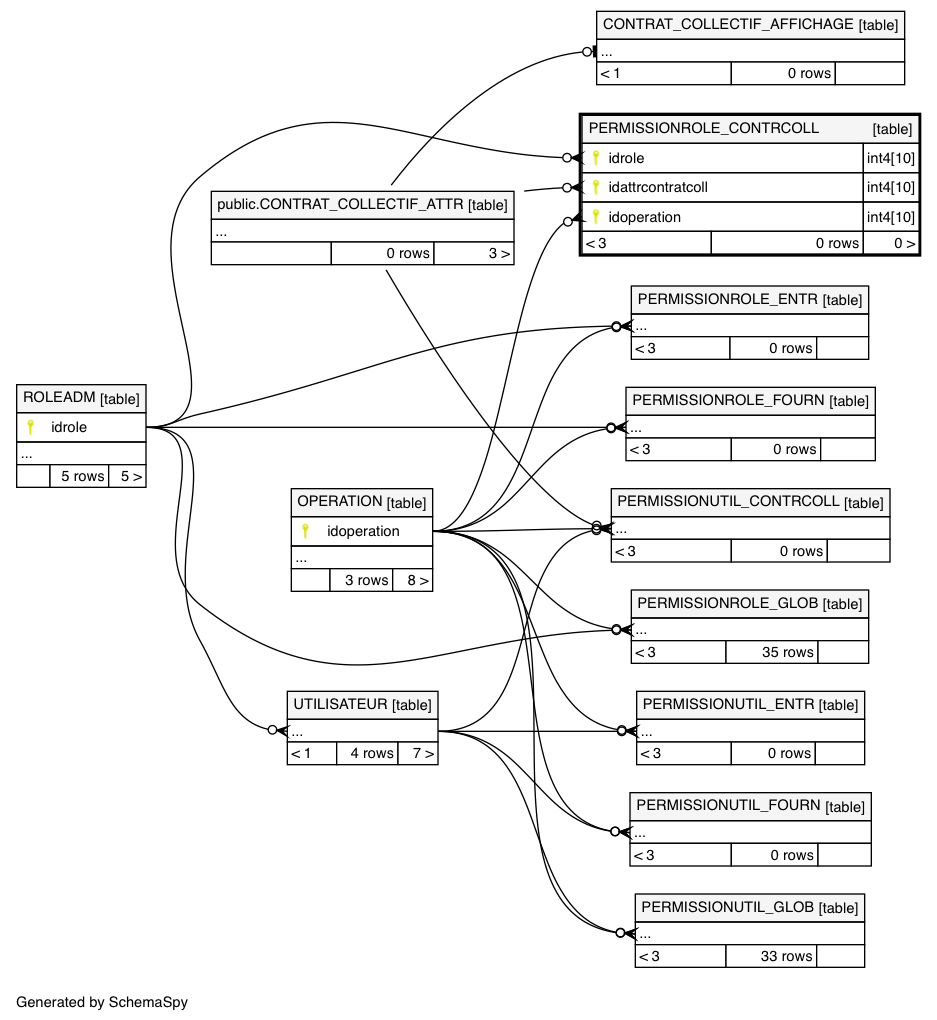 CONTRAT_COLLECTIF_AFFICHAGE [table]
...
< 1 0 rows
PERMISSIONROLE_CONTRCOLL [table]
idrole int4[10]
idattrcontratcoll int4[10]
idoperation int4[10]
< 3 0 rows 0 >
public.CONTRAT_COLLECTIF_ATTR [table]
...
0 rows 3 >
PERMISSIONROLE_ENTR [table]
...
< 3 0 rows
ROLEADM [table]
idrole
...
5 rows 5 >
PERMISSIONROLE_FOURN [table]
...
< 3 0 rows
OPERATION [table]
idoperation
...
3 rows 8 >
PERMISSIONUTIL_CONTRCOLL [table]
...
< 3 0 rows
PERMISSIONROLE_GLOB [table]
...
< 3 35 rows
UTILISATEUR [table]
...
< 1 4 rows 7 >
PERMISSIONUTIL_ENTR [table]
...
< 3 0 rows
PERMISSIONUTIL_FOURN [table]
...
< 3 0 rows
PERMISSIONUTIL_GLOB [table]
...
< 3 33 rows
Generated by SchemaSpy